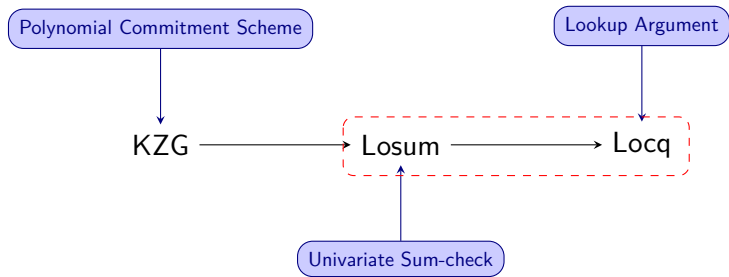 Polynomial Commitment Scheme
Lookup Argument
KZG
Losum
Locq
Univariate Sum-check